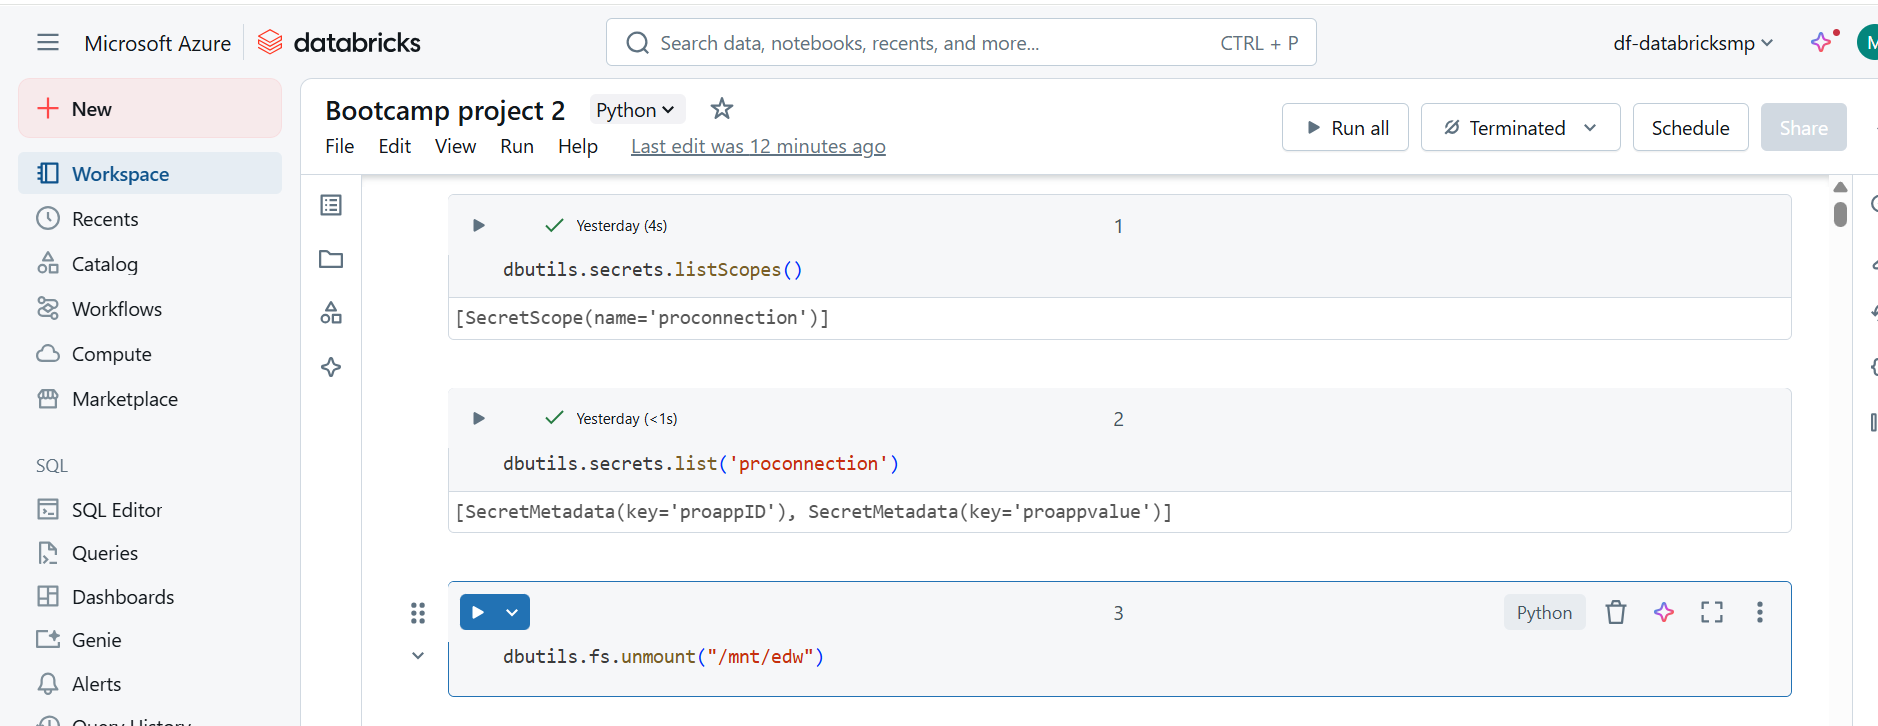 Microsoft Azure databricks
Search data, notebooks, recents, and more... CTRL + P
df-databricksmp
M
New
Workspace
Recents
Catalog
Workflows
Compute
Marketplace
SQL
SQL Editor
Queries
Dashboards
Genie
Alerts
Query History
Bootcamp project 2 Python
File Edit View Run Help Last edit was 12 minutes ago
Run all Terminated Schedule Share
Yesterday (4s) 1
dbutils.secrets.listScopes()
[SecretScope(name='proconnection')]
Yesterday (<1s) 2
dbutils.secrets.list('proconnection')
[SecretMetadata(key='proappID'), SecretMetadata(key='proappvalue')]
3 Python
dbutils.fs.unmount("/mnt/edw")